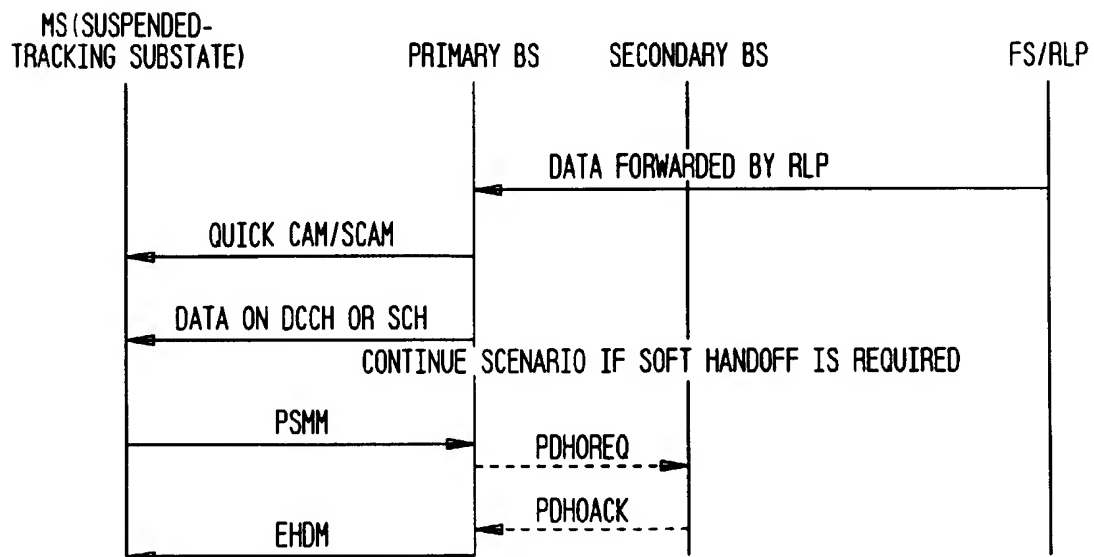 MS(SUSPENDED-
TRACKING SUBSTATE)
PRIMARY BS
SECONDARY BS
FS/RLP
DATA FORWARDED BY RLP
QUICK CAM/SCAM
DATA ON DCCH OR SCH
CONTINUE SCENARIO IF SOFT HANDOFF IS REQUIRED
PSMM
PDHOREQ
PDHOACK
EHDM